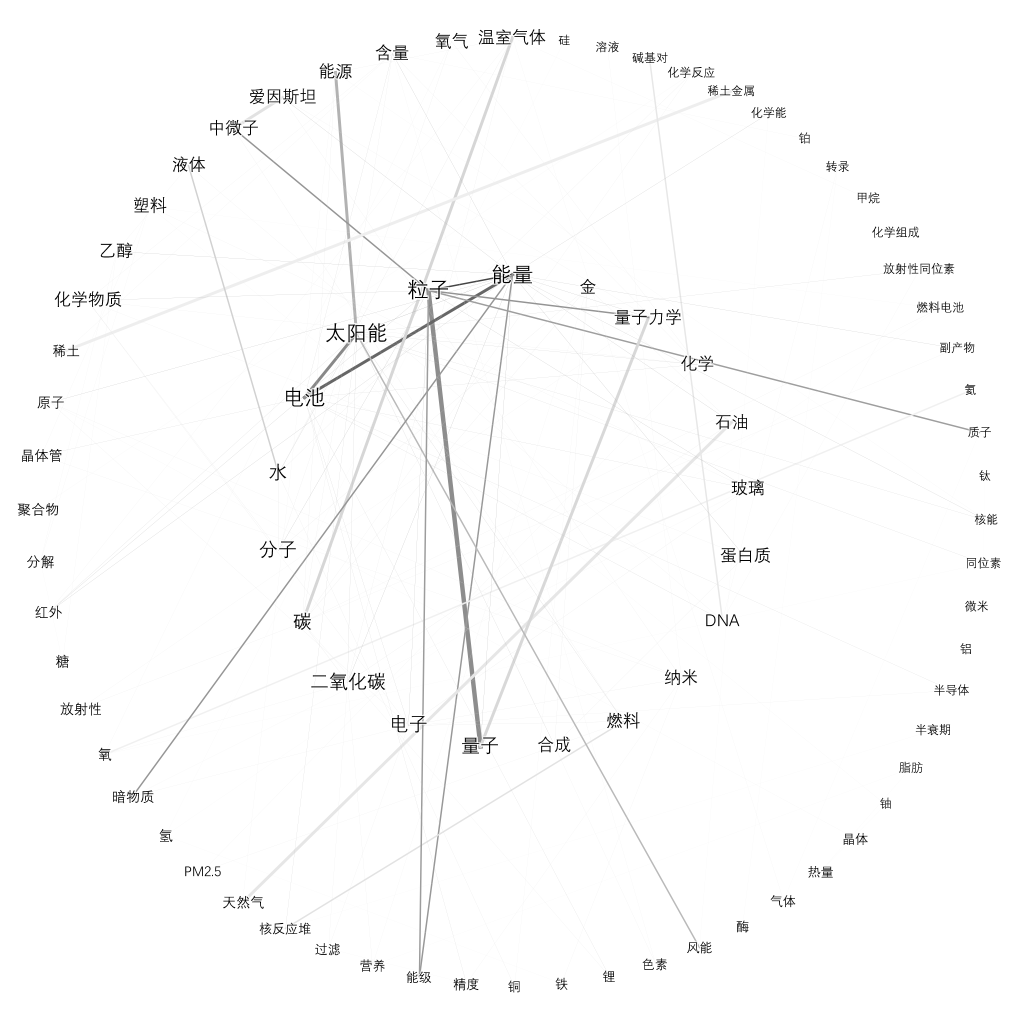 温室气体
硅
氧气
溶液
含量
碱基对
能源
化学反应
稀土金属
爱因斯坦
化学能
中微子
铂
液体
转录
甲烷
塑料
化学组成
乙醇
放射性同位素
能量
金
粒子
化学物质
燃料电池
量子力学
太阳能
副产物
稀土
化学
氦
电池
原子
石油
质子
晶体管
水
钛
玻璃
聚合物
核能
分子
蛋白质
分解
同位素
微米
红外
碳
DNA
铝
糖
纳米
二氧化碳
半导体
放射性
燃料
电子
半衰期
量子
合成
氧
脂肪
暗物质
铀
氢
晶体
PM2.5
热量
天然气
气体
核反应堆
酶
过滤
风能
营养
色素
能级
锂
精度
铁
铜